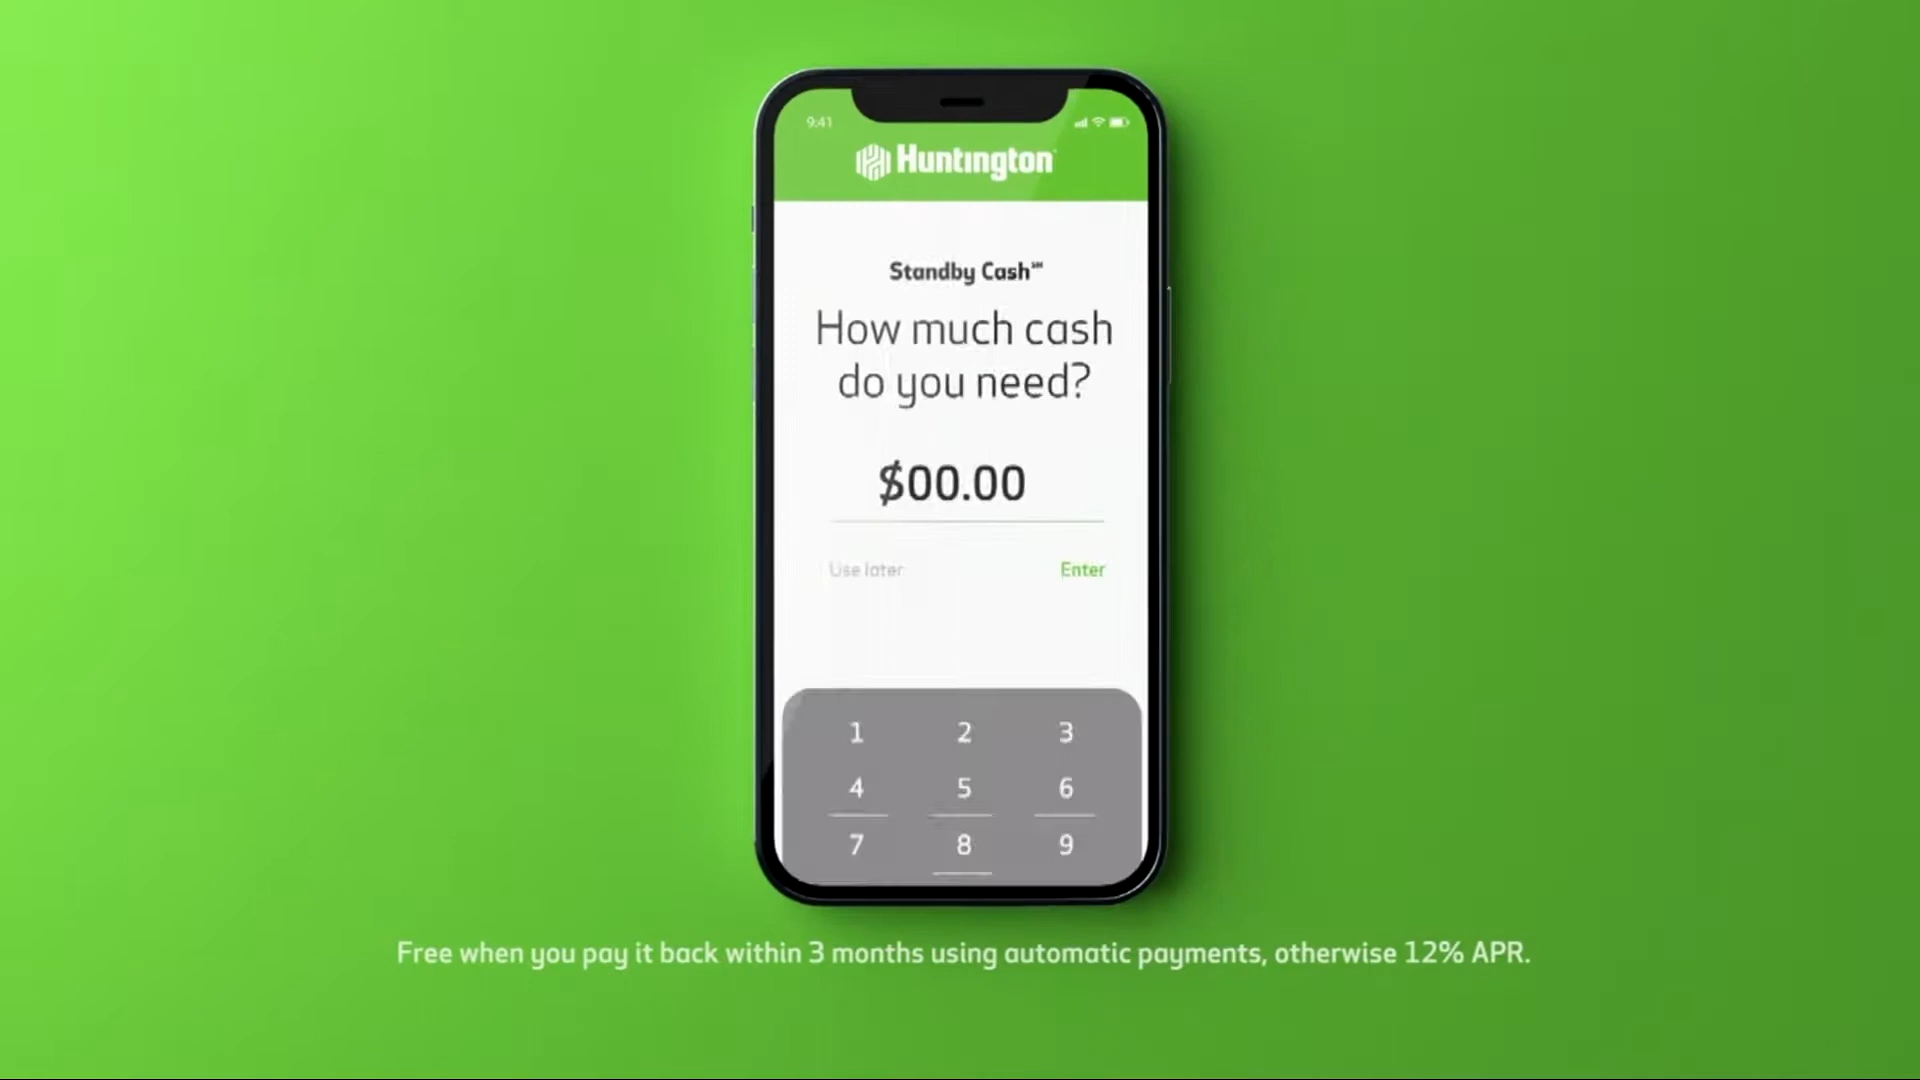 9:41
Huntington
Standby Cash℠
How much cash
do you need?
$00.00
Use later Enter
1 2 3
4 5 6
7 8 9
Free when you pay it back within 3 months using automatic payments, otherwise 12% APR.